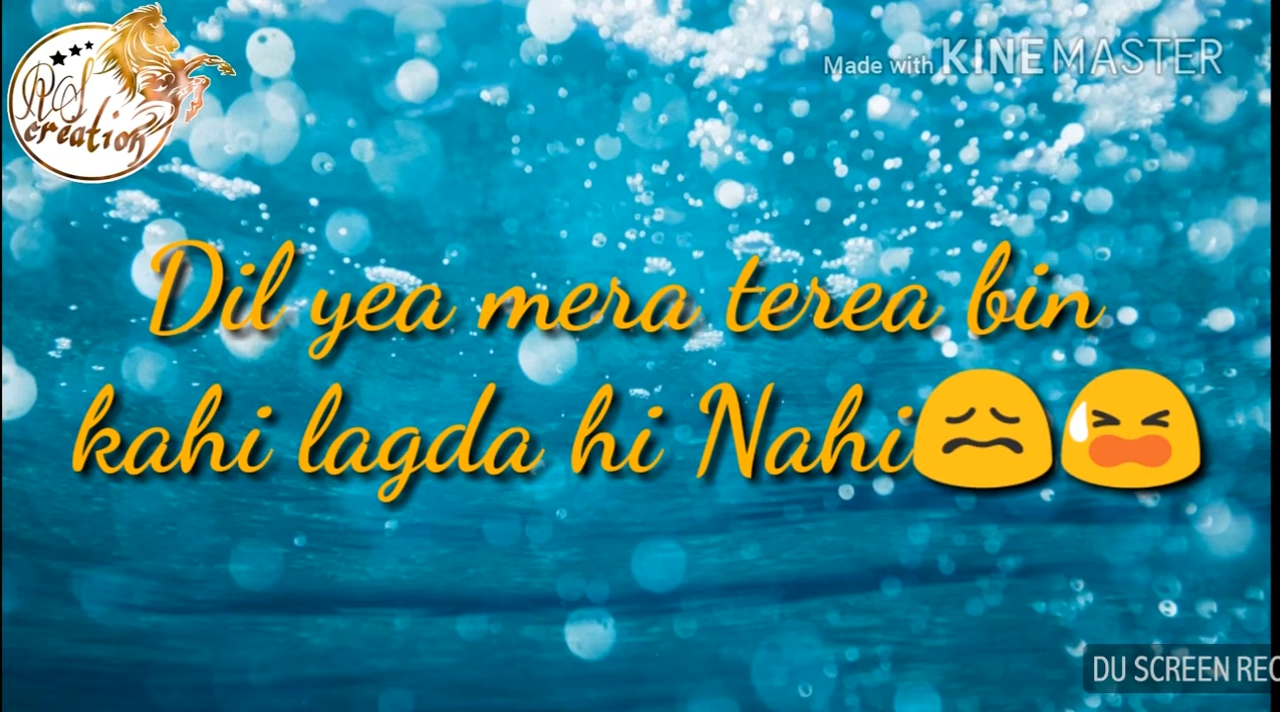 RS
creation
Made with KINEMASTER
Dil yea mera terea bin
kahi lagda hi Nahi😖😫
DU SCREEN REC